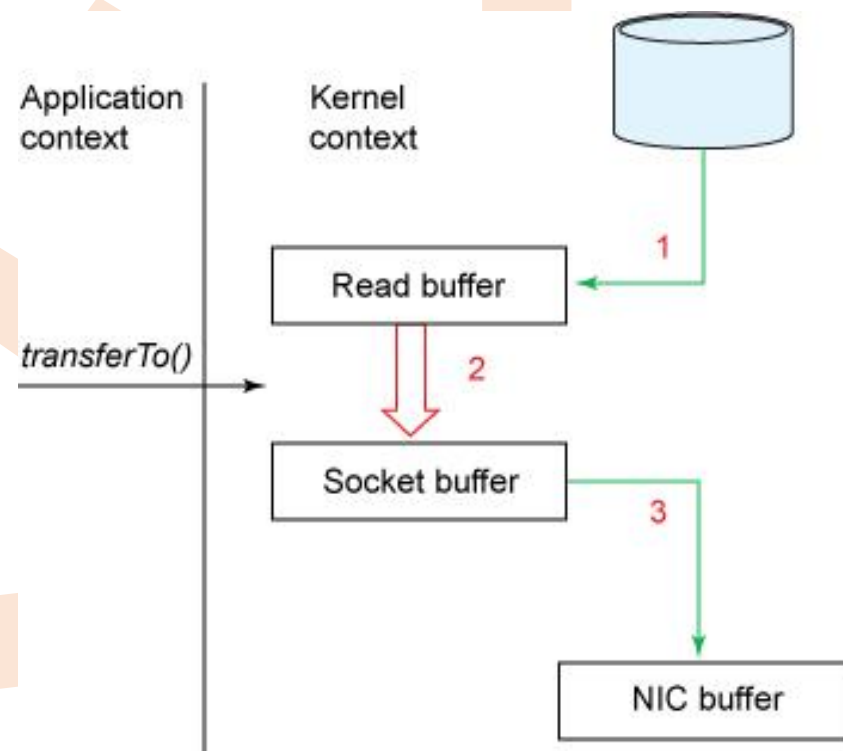 Application
context
Kernel
context
1
Read buffer
transferTo()
2
Socket buffer
3
NIC buffer